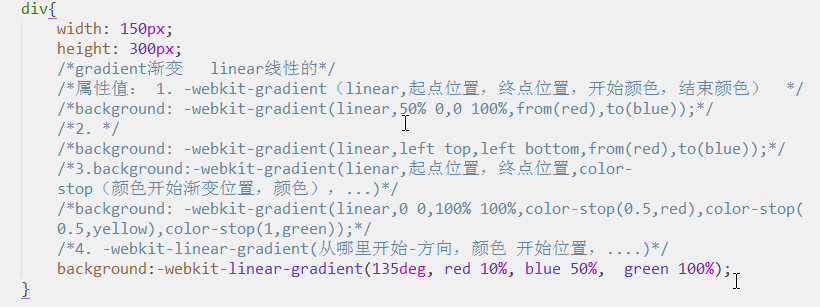 div{
width: 150px;
height: 300px;
/*gradient渐变   linear线性的*/
/*属性值： 1. -webkit-gradient（linear,起点位置，终点位置，开始颜色，结束颜色）  */
/*background: -webkit-gradient(linear,50% 0,0 100%,from(red),to(blue));*/
/*2. */
/*background: -webkit-gradient(linear,left top,left bottom,from(red),to(blue));*/
/*3.background:-webkit-gradient(lienar,起点位置，终点位置,color-
stop（颜色开始渐变位置，颜色），...)*/
/*background: -webkit-gradient(linear,0 0,100% 100%,color-stop(0.5,red),color-stop(
0.5,yellow),color-stop(1,green));*/
/*4. -webkit-linear-gradient(从哪里开始-方向，颜色 开始位置，....)*/
background:-webkit-linear-gradient(135deg, red 10%, blue 50%,  green 100%);
}